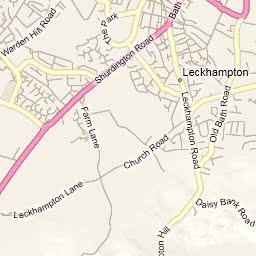 The Park
Bath
Warden Hill Road
Shurdington Road
Leckhampton
Farm Lane
Leckhampton Road
Old Bath Road
Church Road
Leckhampton Lane
Daisy Bank Road
Hill